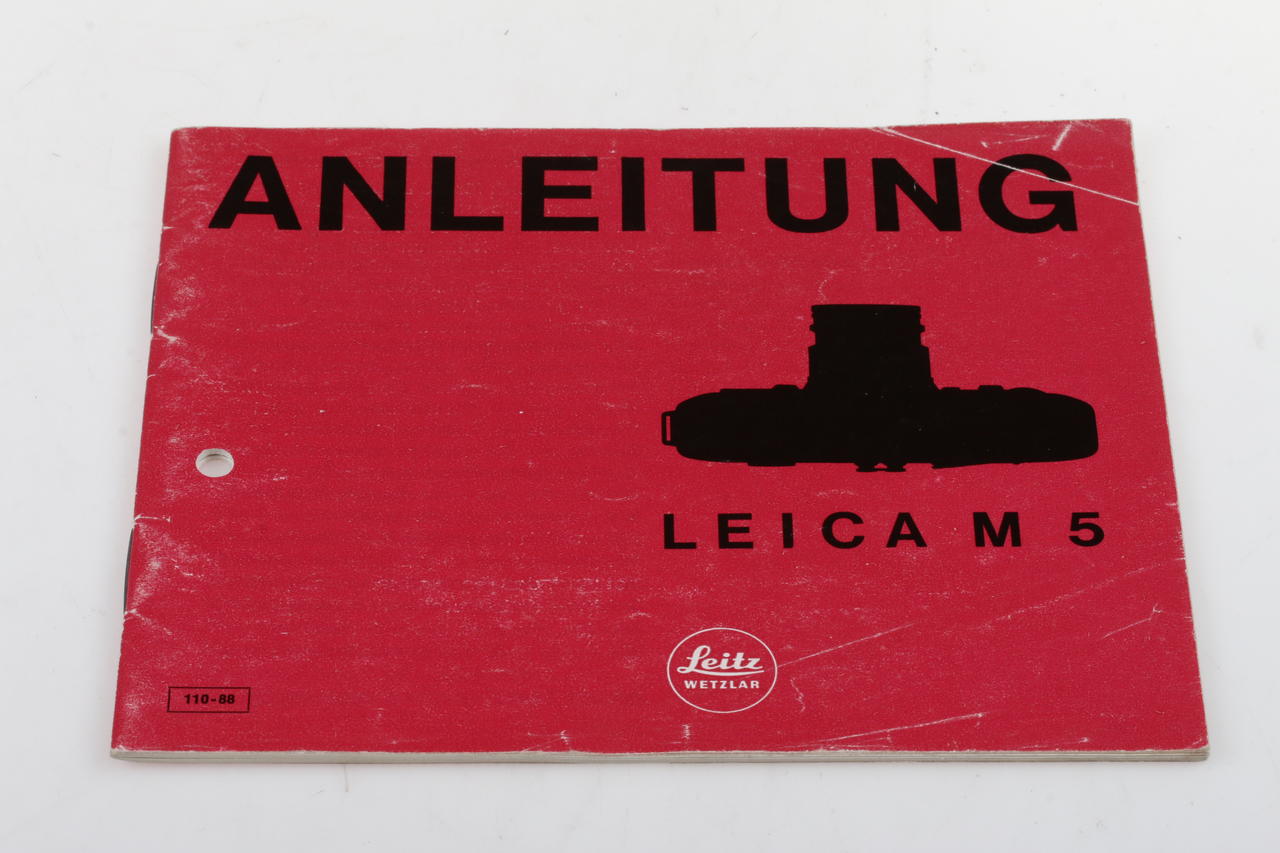 ANLEITUNG
LEICA M 5
Leitz
WETZLAR
110-88